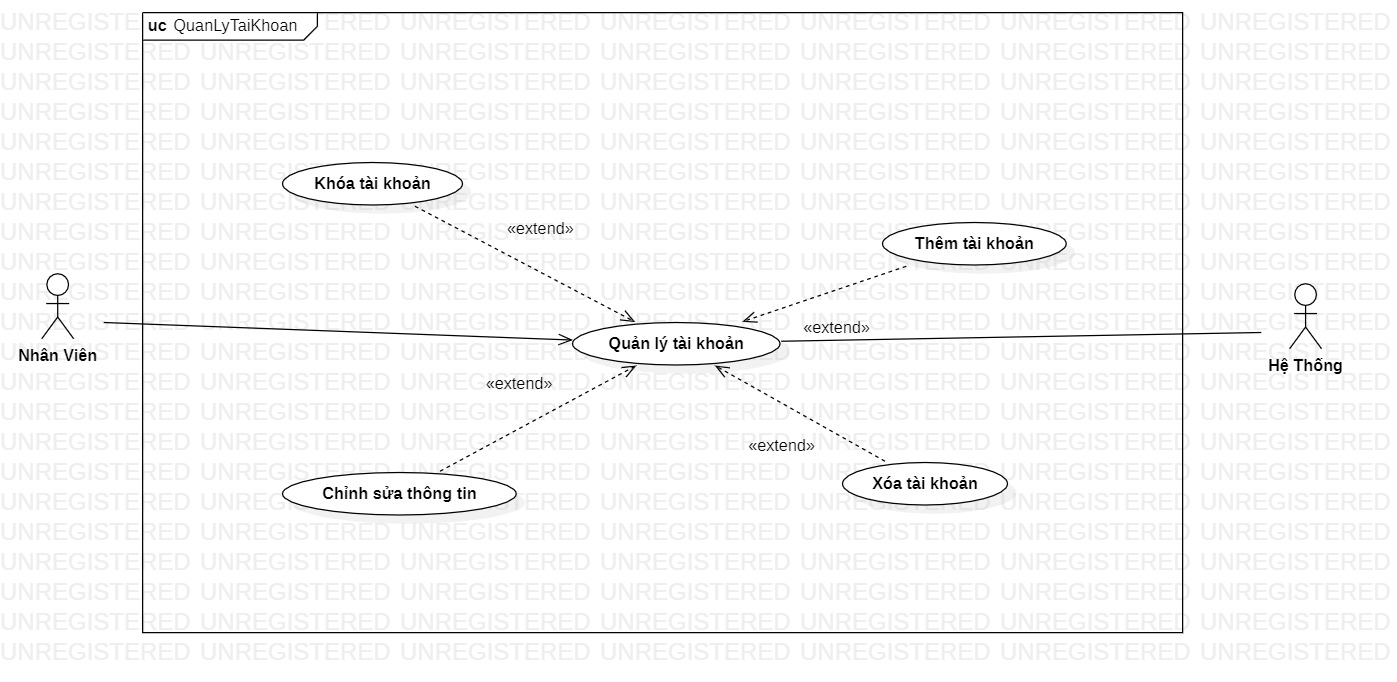 uc QuanLyTaiKhoan
Khóa tài khoản
«extend»
Thêm tài khoản
Nhân Viên
Quản lý tài khoản
«extend»
Hệ Thống
«extend»
«extend»
Chỉnh sửa thông tin
Xóa tài khoản
UNREGISTERED